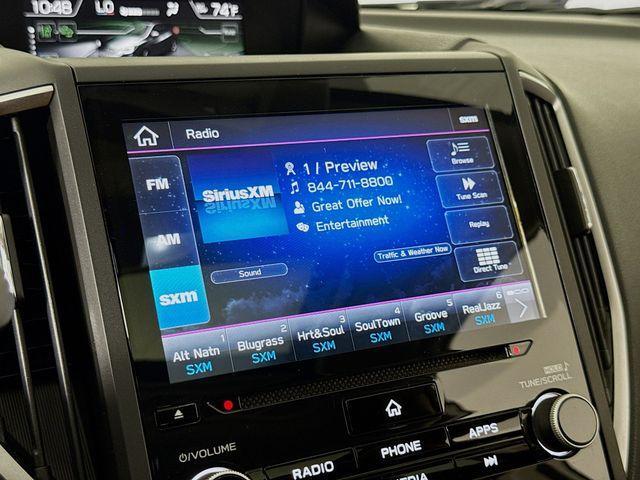 10:48 LO 74°F
Radio
sxm
FM
AM
sxm
SiriusXM
1 / Preview
844-711-8800
Great Offer Now!
Entertainment
Sound
Traffic & Weather Now
Browse
Tune Scan
Replay
Direct Tune
1 Alt Natn SXM
2 Blugrass SXM
3 Hrt&Soul SXM
4 SoulTown SXM
5 Groove SXM
6 RealJazz SXM
HOLD
TUNE/SCROLL
VOLUME
RADIO
PHONE
APPS
MEDIA